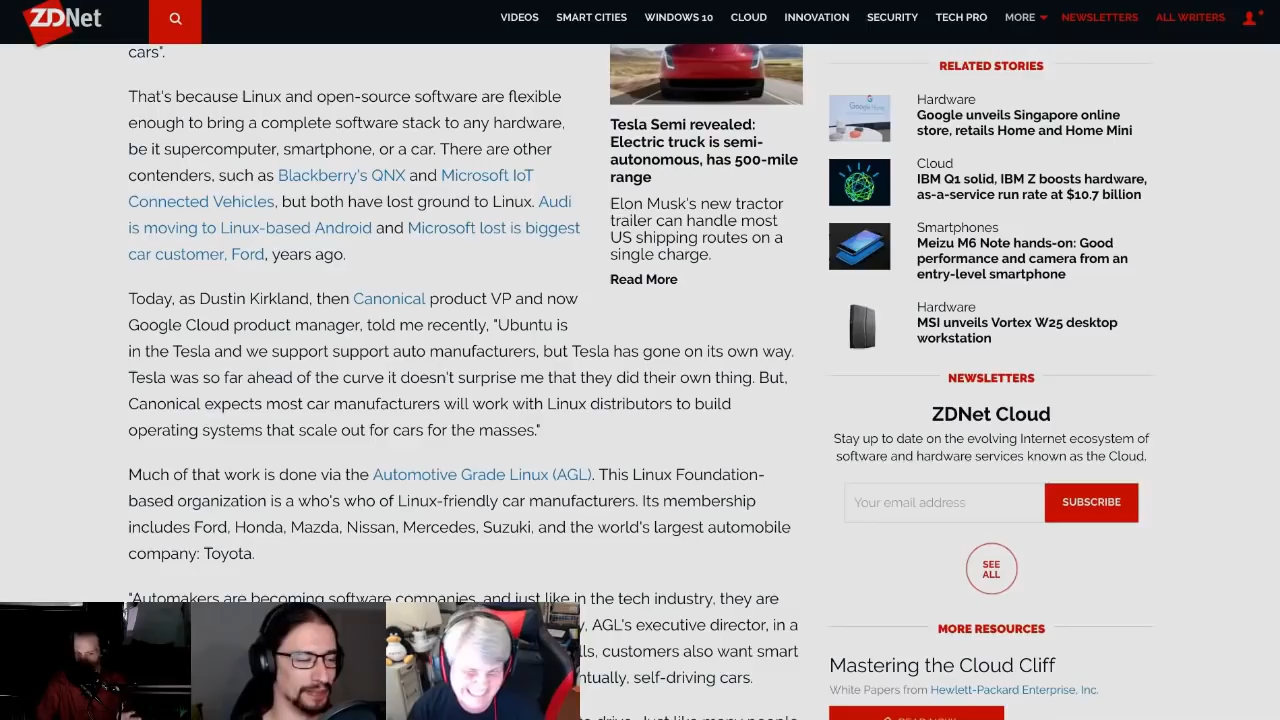 ZDNet
VIDEOS SMART CITIES WINDOWS 10 CLOUD INNOVATION SECURITY TECH PRO MORE NEWSLETTERS ALL WRITERS
cars".
That's because Linux and open-source software are flexible
enough to bring a complete software stack to any hardware,
be it supercomputer, smartphone, or a car. There are other
contenders, such as Blackberry's QNX and Microsoft IoT
Connected Vehicles, but both have lost ground to Linux. Audi
is moving to Linux-based Android and Microsoft lost is biggest
car customer, Ford, years ago.
Today, as Dustin Kirkland, then Canonical product VP and now
Google Cloud product manager, told me recently, "Ubuntu is
in the Tesla and we support support auto manufacturers, but Tesla has gone on its own way.
Tesla was so far ahead of the curve it doesn't surprise me that they did their own thing. But,
Canonical expects most car manufacturers will work with Linux distributors to build
operating systems that scale out for cars for the masses."
Much of that work is done via the Automotive Grade Linux (AGL). This Linux Foundation-
based organization is a who's who of Linux-friendly car manufacturers. Its membership
includes Ford, Honda, Mazda, Nissan, Mercedes, Suzuki, and the world's largest automobile
company: Toyota.
"Automakers are becoming software companies, and just like in the tech industry, they are
, AGL's executive director, in a
customers also want smart
self-driving cars.
Tesla Semi revealed:
Electric truck is semi-
autonomous, has 500-mile
range
Elon Musk's new tractor
trailer can handle most
US shipping routes on a
single charge.
Read More
RELATED STORIES
Hardware
Google unveils Singapore online
store, retails Home and Home Mini
Cloud
IBM Q1 solid, IBM Z boosts hardware,
as-a-service run rate at $10.7 billion
Smartphones
Meizu M6 Note hands-on: Good
performance and camera from an
entry-level smartphone
Hardware
MSI unveils Vortex W25 desktop
workstation
NEWSLETTERS
ZDNet Cloud
Stay up to date on the evolving Internet ecosystem of
software and hardware services known as the Cloud.
Your email address
SUBSCRIBE
SEE
ALL
MORE RESOURCES
Mastering the Cloud Cliff
White Papers from Hewlett-Packard Enterprise, Inc.